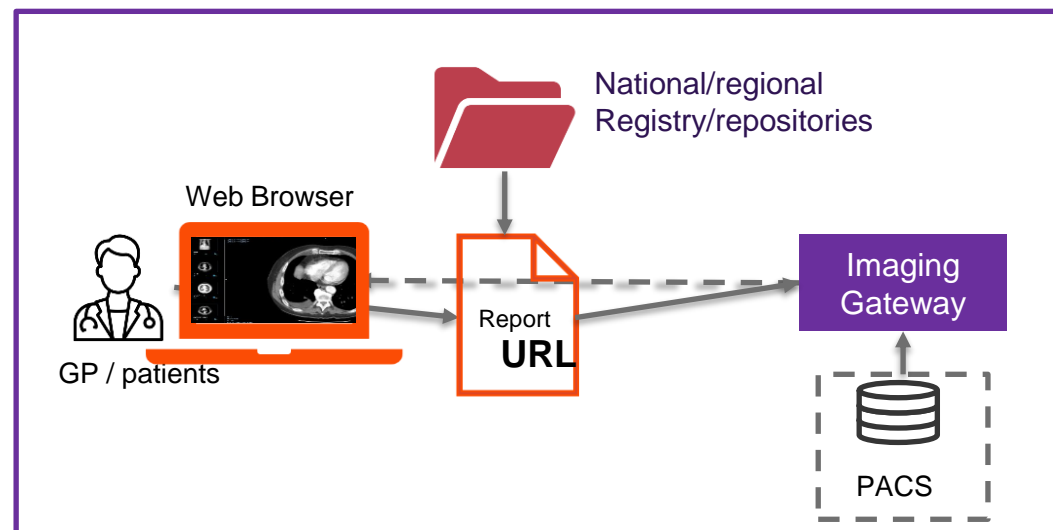 National/regional
Registry/repositories
Web Browser
GP / patients
Report
URL
Imaging
Gateway
PACS